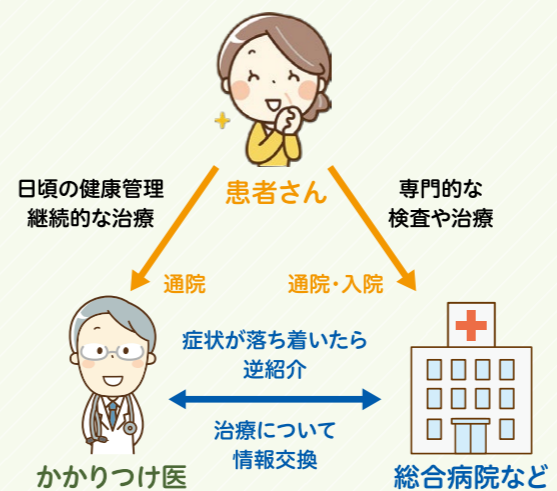 患者さん
日頃の健康管理
継続的な治療
専門的な
検査や治療
通院
通院・入院
症状が落ち着いたら
逆紹介
治療について
情報交換
かかりつけ医
総合病院など